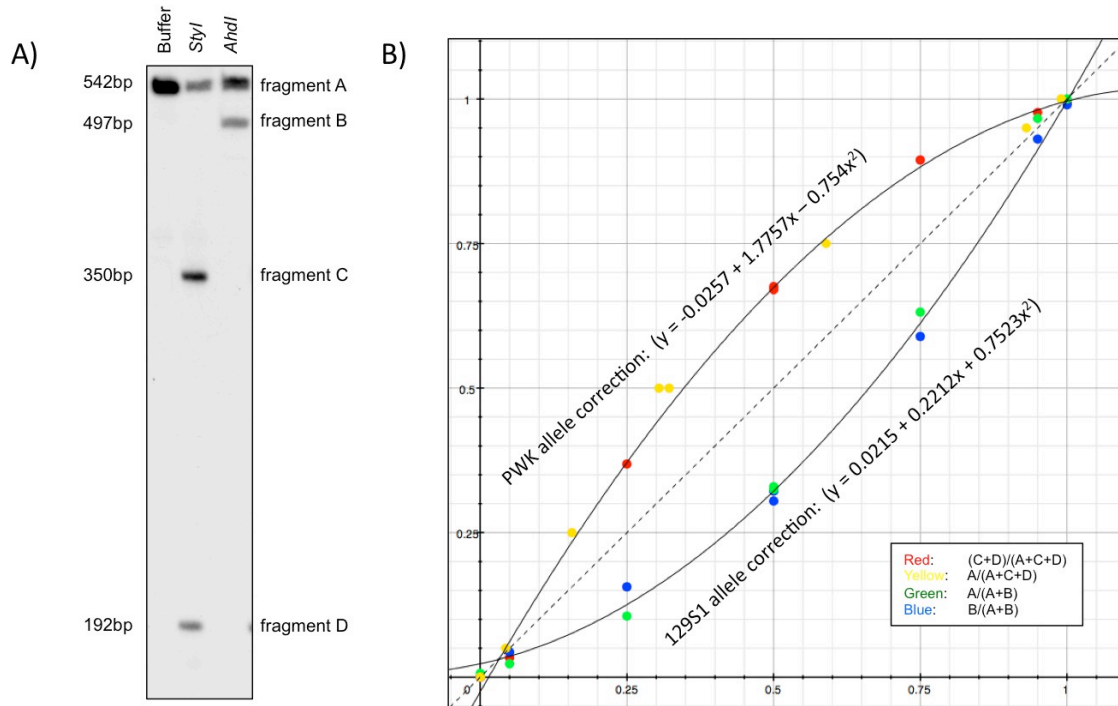 A)
Buffer
StyI
AhdI
542bp
fragment A
497bp
fragment B
350bp
fragment C
192bp
fragment D
B)
1
0.75
0.5
0.25
0
0.25
0.5
0.75
1
PWK allele correction: (y = -0.0257 + 1.7757x – 0.754x²)
129S1 allele correction: (y = 0.0215 + 0.2212x + 0.7523x²)
Red: (C+D)/(A+C+D)
Yellow: A/(A+C+D)
Green: A/(A+B)
Blue: B/(A+B)